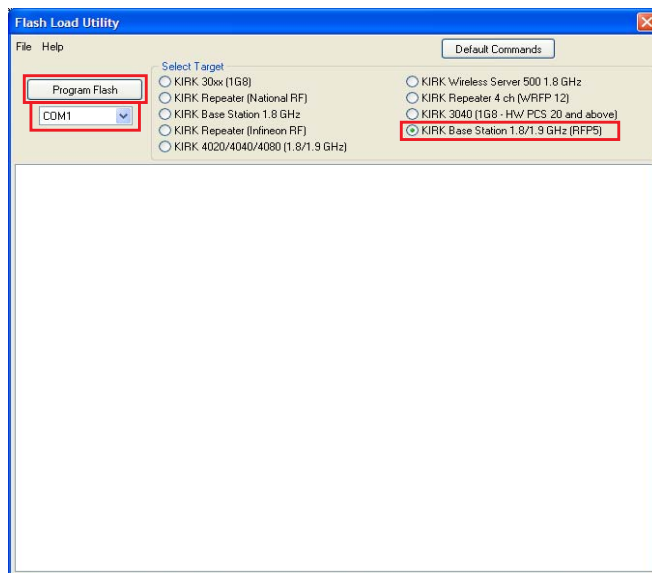 Flash Load Utility
File Help
Default Commands
Program Flash
COM1
Select Target
KIRK 30xx (1G8)
KIRK Repeater (National RF)
KIRK Base Station 1.8 GHz
KIRK Repeater (Infineon RF)
KIRK 4020/4040/4080 (1.8/1.9 GHz)
KIRK Wireless Server 500 1.8 GHz
KIRK Repeater 4 ch (WRFP 12)
KIRK 3040 (1G8 - HW PCS 20 and above)
KIRK Base Station 1.8/1.9 GHz (RFP5)